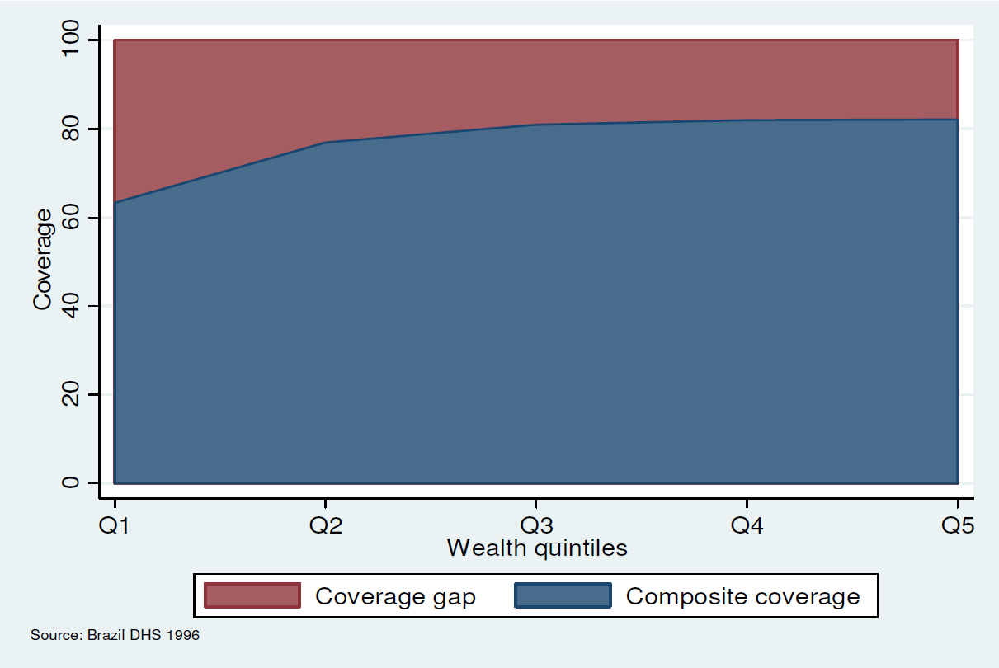 100
80
60
40
20
0
Coverage
Q1 Q2 Q3 Q4 Q5
Wealth quintiles
Coverage gap Composite coverage
Source: Brazil DHS 1996